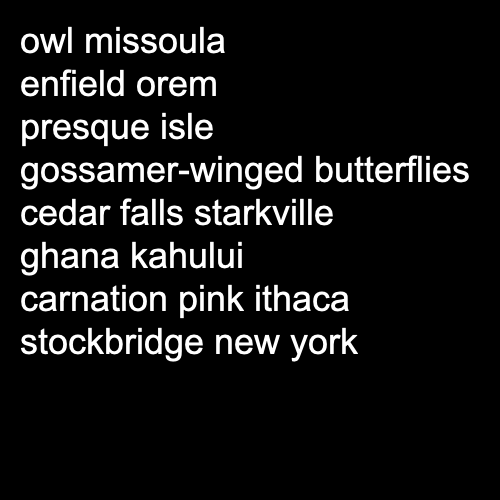 owl missoula
enfield orem
presque isle
gossamer-winged butterflies
cedar falls starkville
ghana kahului
carnation pink ithaca
stockbridge new york